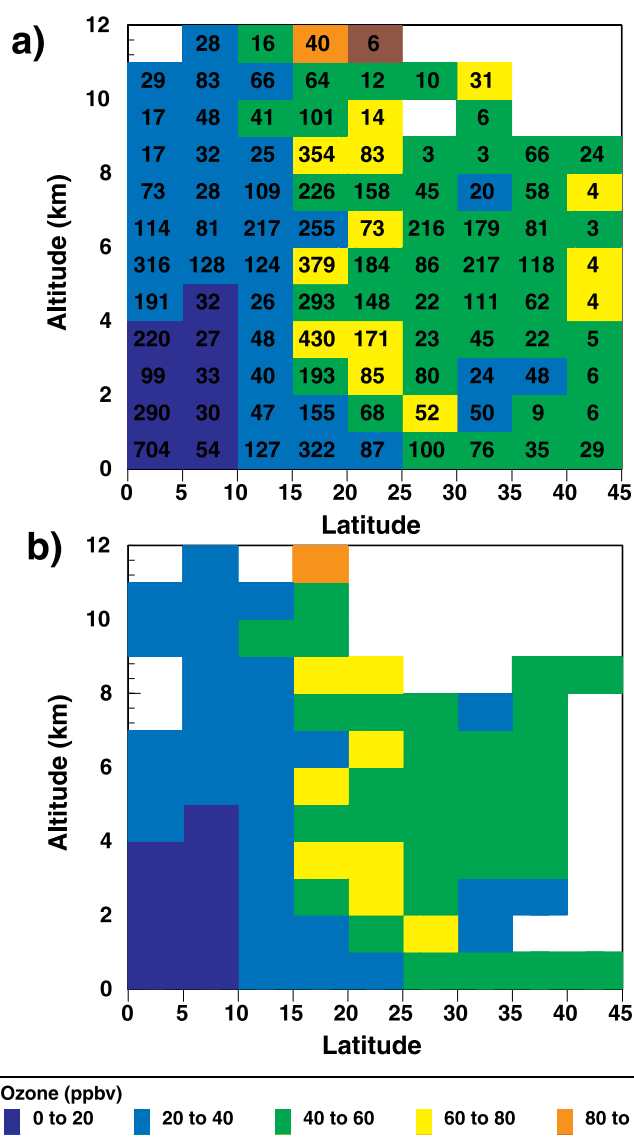 a)
12
28 16 40 6
29 83 66 64 12 10 31
10
17 48 41 101 14 6
17 32 25 354 83 3 3 66 24
8
73 28 109 226 158 45 20 58 4
114 81 217 255 73 216 179 81 3
6
316 128 124 379 184 86 217 118 4
191 32 26 293 148 22 111 62 4
4
220 27 48 430 171 23 45 22 5
99 33 40 193 85 80 24 48 6
2
290 30 47 155 68 52 50 9 6
704 54 127 322 87 100 76 35 29
0
Altitude (km)
0 5 10 15 20 25 30 35 40 45
Latitude
b)
12
10
8
6
4
2
0
Altitude (km)
0 5 10 15 20 25 30 35 40 45
Latitude
Ozone (ppbv)
0 to 20 20 to 40 40 to 60 60 to 80 80 to